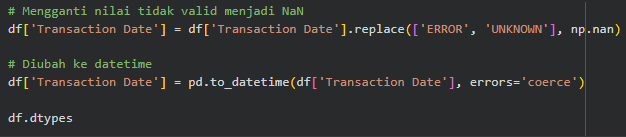 # Mengganti nilai tidak valid menjadi NaN
df['Transaction Date'] = df['Transaction Date'].replace(['ERROR', 'UNKNOWN'], np.nan)
# Diubah ke datetime
df['Transaction Date'] = pd.to_datetime(df['Transaction Date'], errors='coerce')
df.dtypes